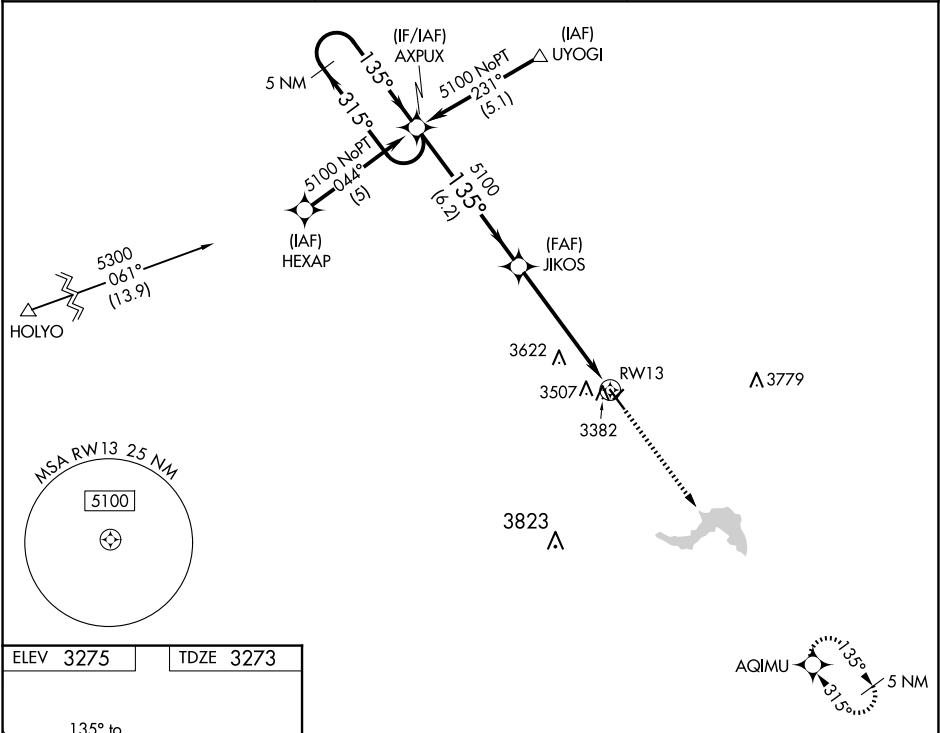 (IF/IAF)
AXPUX
(IAF)
UYOGI
5 NM
135°
315°
5100 NoPT
231°
(5.1)
5100 NoPT
044°
(5)
5100
135°
(6.2)
(IAF)
HEXAP
(FAF)
JIKOS
5300
061°
(13.9)
HOLYO
3622
3507
RW13
3779
3382
MSA RW13 25 NM
5100
3823
ELEV 3275
TDZE 3273
AQIMU
135°
315°
5 NM
135° to